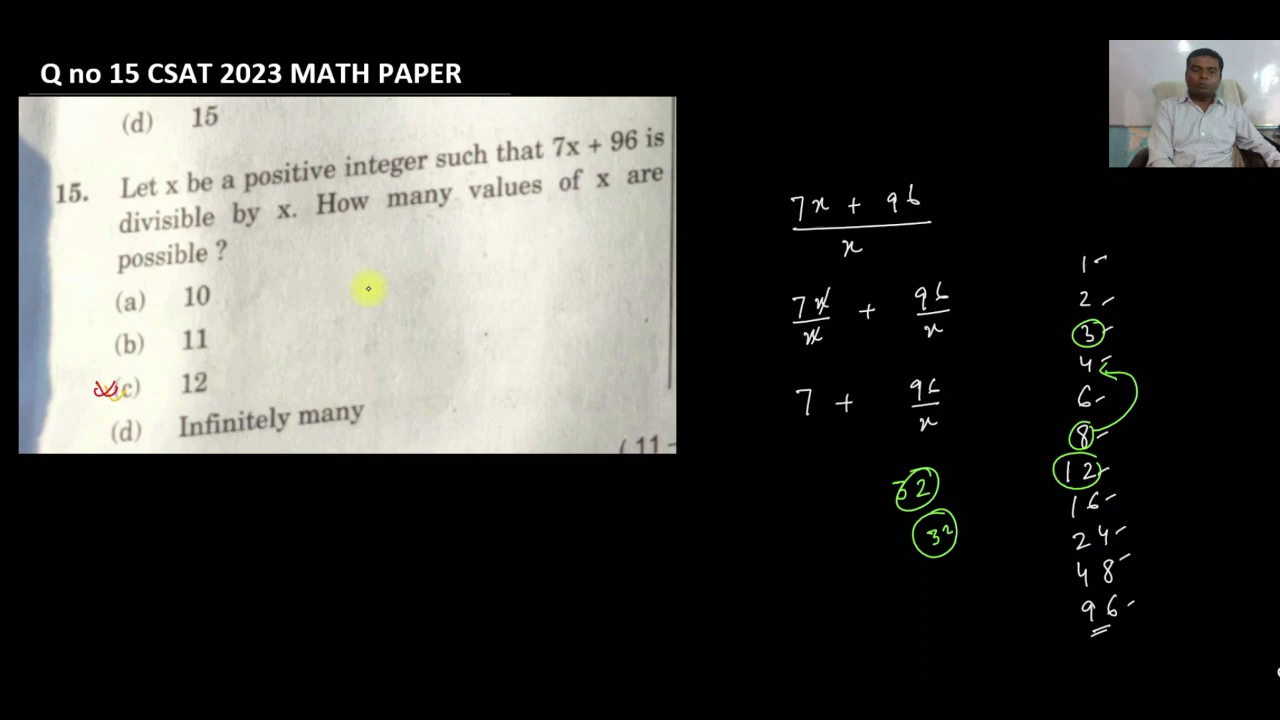 Q no 15 CSAT 2023 MATH PAPER
(d) 15
15. Let x be a positive integer such that 7x + 96 is
divisible by x. How many values of x are
possible ?
(a) 10
(b) 11
(c) 12
(d) Infinitely many
( 11 -
7x + 96
x
7x/x + 96/x
7 + 96/x
32
32
1
2
3
4
6
8
12
16
24
48
96